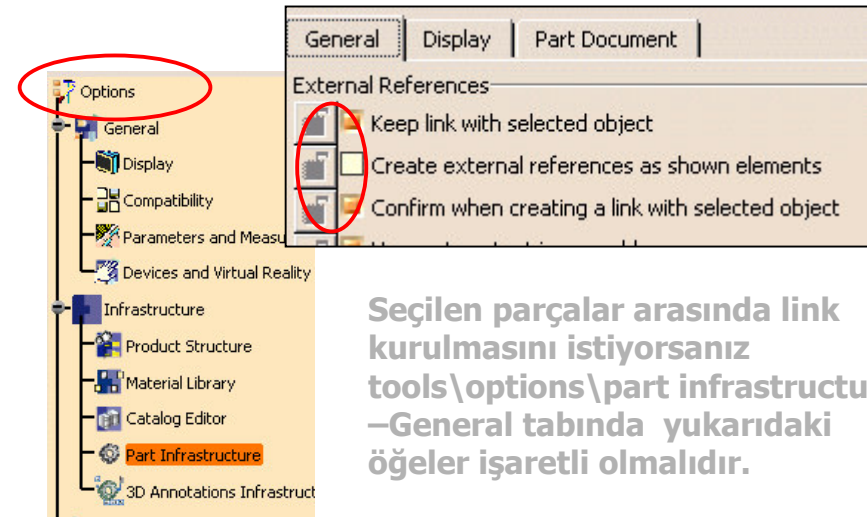 General Display Part Document
External References
Keep link with selected object
Create external references as shown elements
Confirm when creating a link with selected object
Options
General
Display
Compatibility
Parameters and Measu
Devices and Virtual Reality
Infrastructure
Product Structure
Material Library
Catalog Editor
Part Infrastructure
3D Annotations Infrastruct
Seçilen parçalar arasında link
kurulmasını istiyorsanız
tools\options\part infrastructu
–General tabında yukarıdaki
öğeler işaretli olmalıdır.